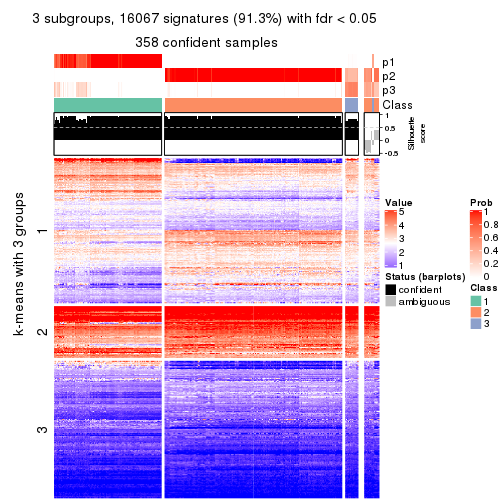 3 subgroups, 16067 signatures (91.3%) with fdr < 0.05
358 confident samples
p1
p2
p3
Class
1
0.5
0
-0.5
Silhouette
score
k-means with 3 groups
1
2
3
Value
5
4
3
2
1
Status (barplots)
confident
ambiguous
Prob
1
0.8
0.6
0.4
0.2
0
Class
1
2
3